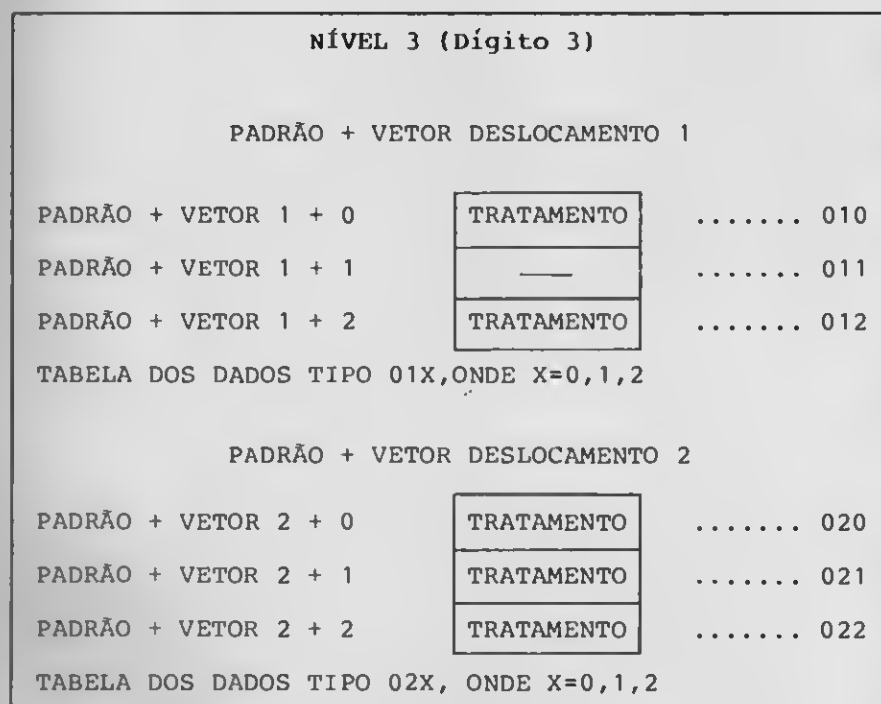 NÍVEL 3 (Dígito 3)
PADRÃO + VETOR DESLOCAMENTO 1
PADRÃO + VETOR 1 + 0 TRATAMENTO ....... 010
PADRÃO + VETOR 1 + 1 —— ....... 011
PADRÃO + VETOR 1 + 2 TRATAMENTO ....... 012
TABELA DOS DADOS TIPO 01X,ONDE X=0,1,2
PADRÃO + VETOR DESLOCAMENTO 2
PADRÃO + VETOR 2 + 0 TRATAMENTO ....... 020
PADRÃO + VETOR 2 + 1 TRATAMENTO ....... 021
PADRÃO + VETOR 2 + 2 TRATAMENTO ....... 022
TABELA DOS DADOS TIPO 02X, ONDE X=0,1,2